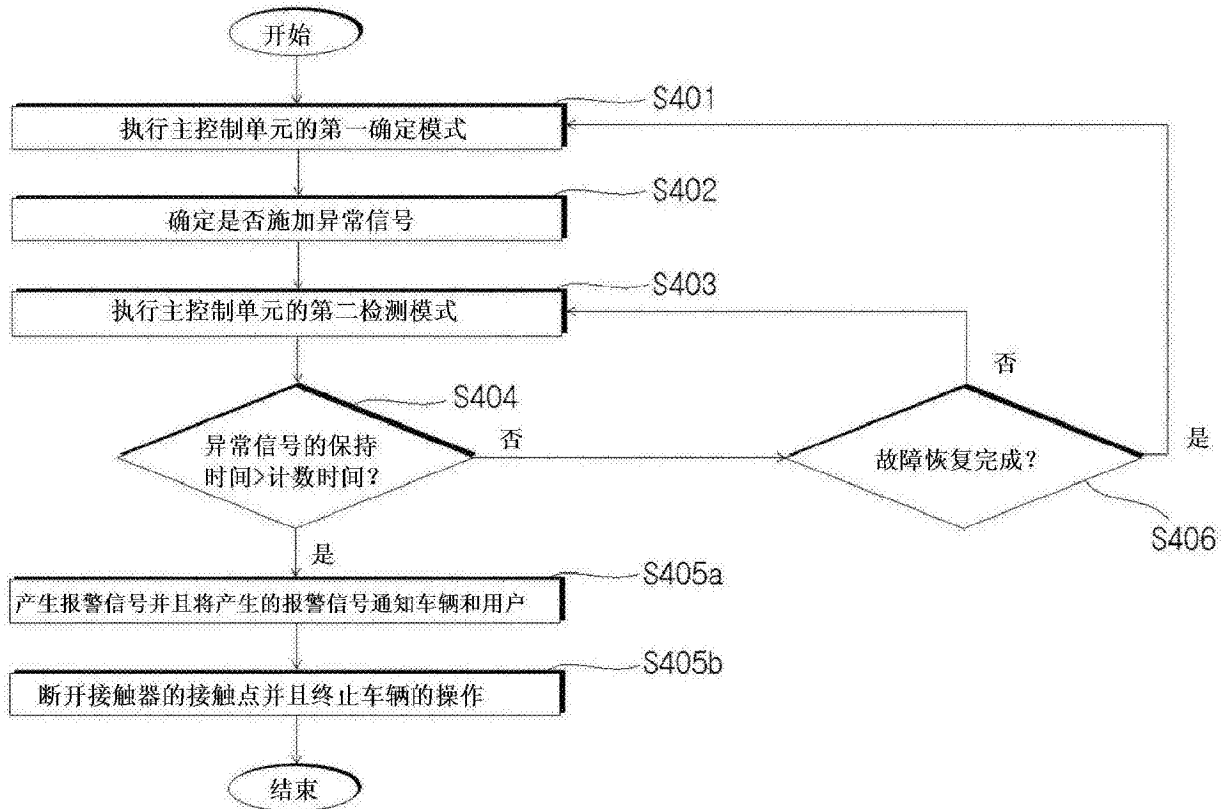 开始
S401
执行主控制单元的第一确定模式
S402
确定是否施加异常信号
S403
执行主控制单元的第二检测模式
S404
异常信号的保持
时间>计数时间？
否
否
故障恢复完成？
是
S406
是
S405a
产生报警信号并且将产生的报警信号通知车辆和用户
S405b
断开接触器的接触点并且终止车辆的操作
结束